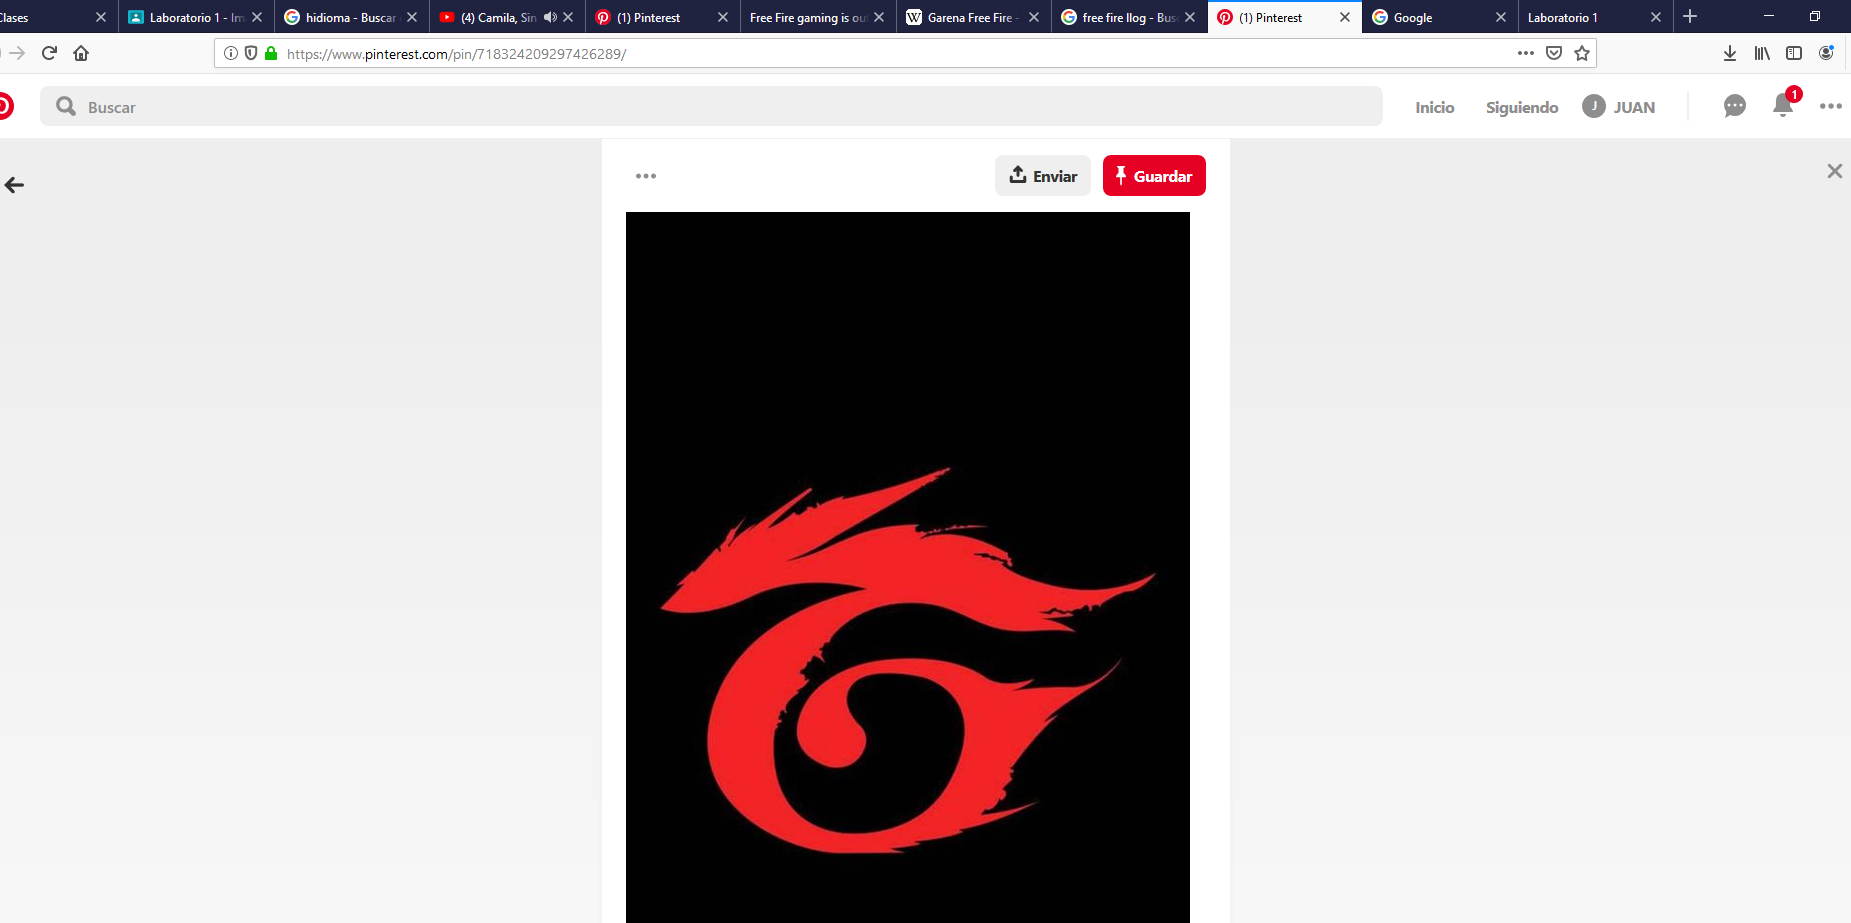 Clases
Laboratorio 1 - Im
hidioma - Buscar
(4) Camila, Sin
(1) Pinterest
Free Fire gaming is ou
Garena Free Fire -
free fire llog - Bus
(1) Pinterest
Google
Laboratorio 1
https://www.pinterest.com/pin/718324209297426289/
Buscar
Inicio
Siguiendo
J
JUAN
1
Enviar
Guardar